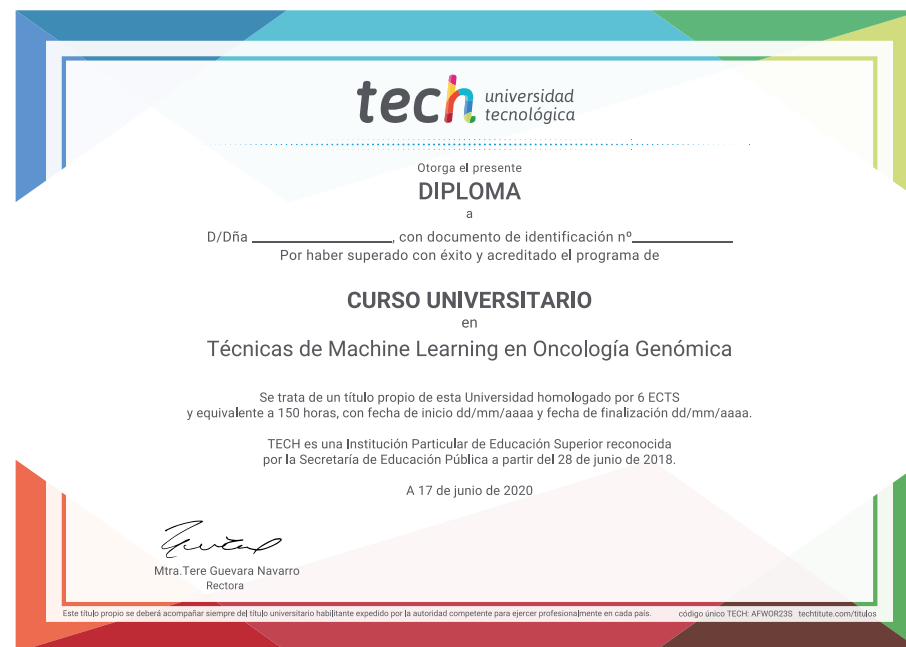 tech universidad
tecnológica
Otorga el presente
DIPLOMA
a
D/Dña ____________________, con documento de identificación nº______________
Por haber superado con éxito y acreditado el programa de
CURSO UNIVERSITARIO
en
Técnicas de Machine Learning en Oncología Genómica
Se trata de un título propio de esta Universidad homologado por 6 ECTS
y equivalente a 150 horas, con fecha de inicio dd/mm/aaaa y fecha de finalización dd/mm/aaaa.
TECH es una Institución Particular de Educación Superior reconocida
por la Secretaría de Educación Pública a partir del 28 de junio de 2018.
A 17 de junio de 2020
Mtra.Tere Guevara Navarro
Rectora
Este título propio se deberá acompañar siempre del título universitario habilitante expedido por la autoridad competente para ejercer profesionalmente en cada país. código único TECH: AFWOR23S techtitute.com/titulos